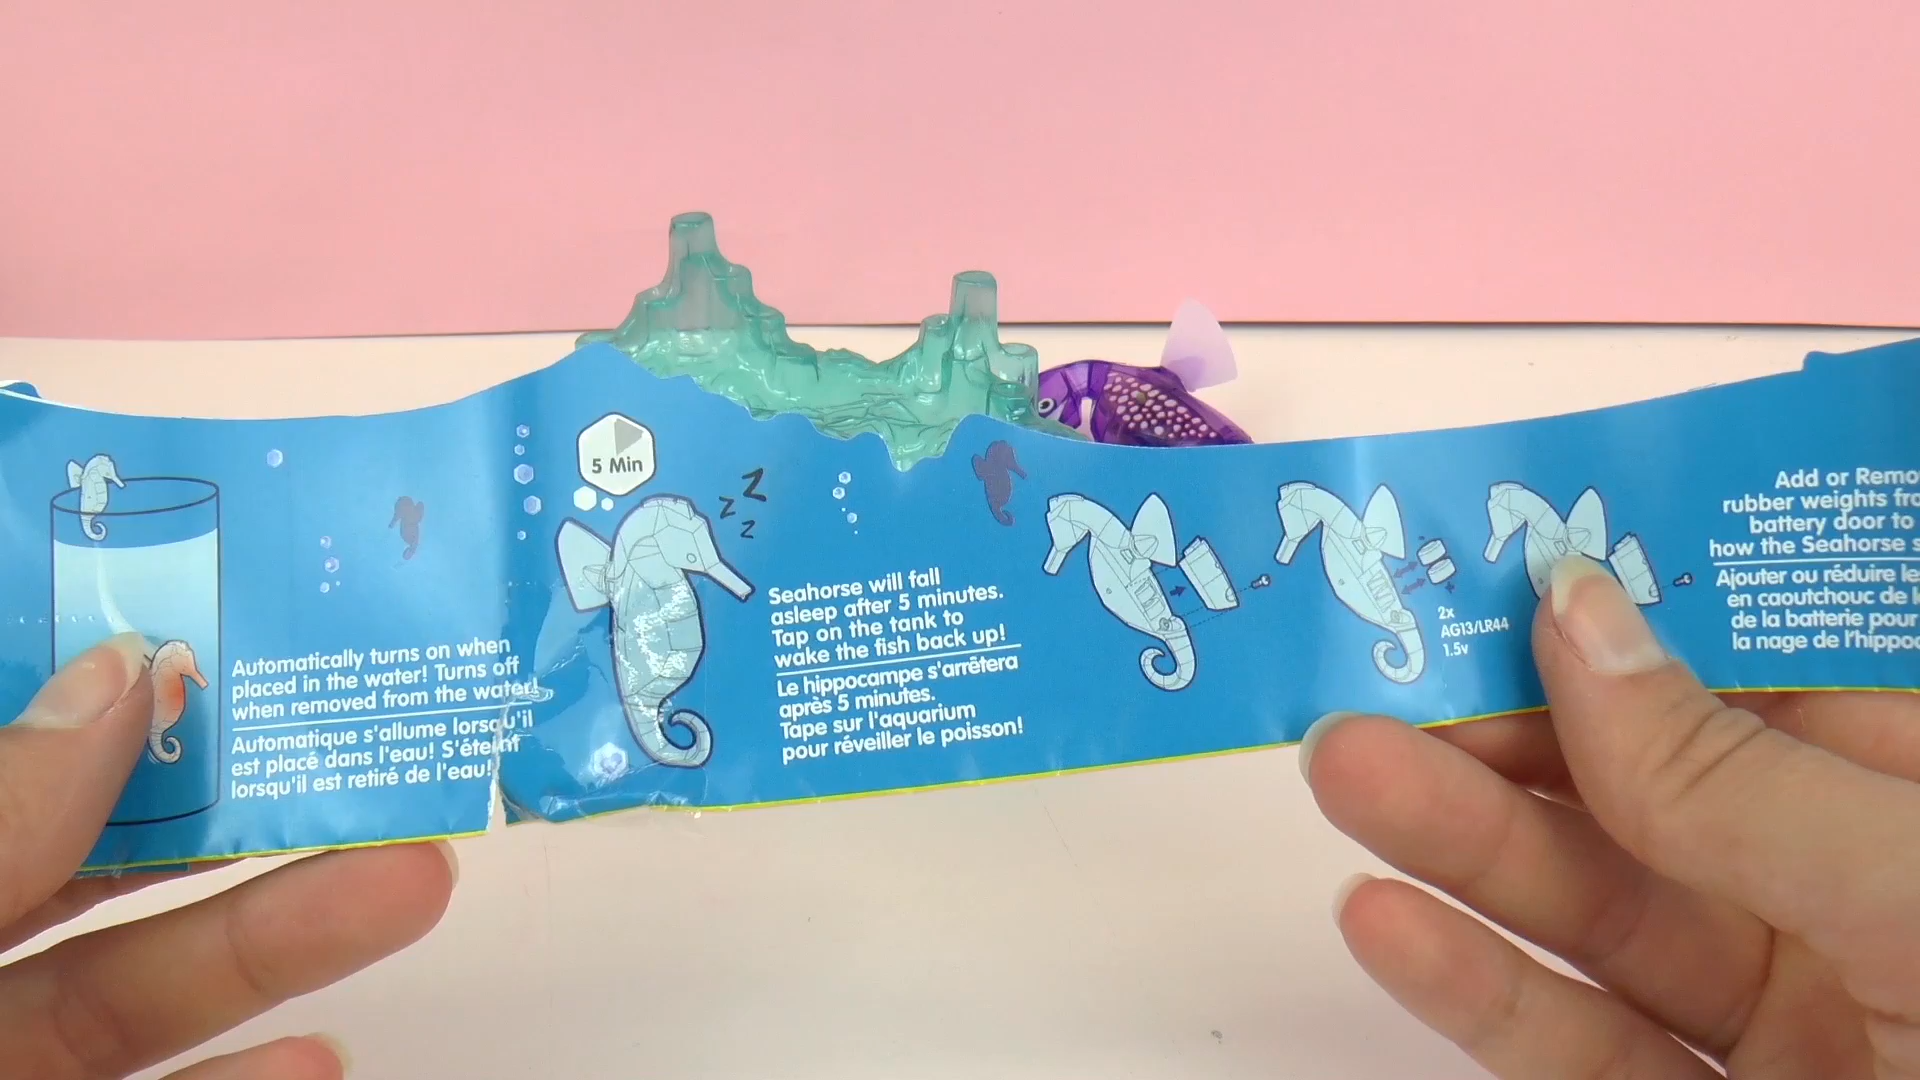 Automatically turns on when
placed in the water! Turns off
when removed from the water!
Automatique s'allume lorsqu'il
est placé dans l'eau! S'éteint
lorsqu'il est retiré de l'eau!
5 Min
z z z
Seahorse will fall
asleep after 5 minutes.
Tap on the tank to
wake the fish back up!
Le hippocampe s'arrêtera
après 5 minutes.
Tape sur l'aquarium
pour réveiller le poisson!
2x
AG13/LR44
1.5v
Add or
rubber weights
battery door to
how the Seahorse
Ajouter ou réduire
en caoutchouc de
de la batterie pour
la nage de